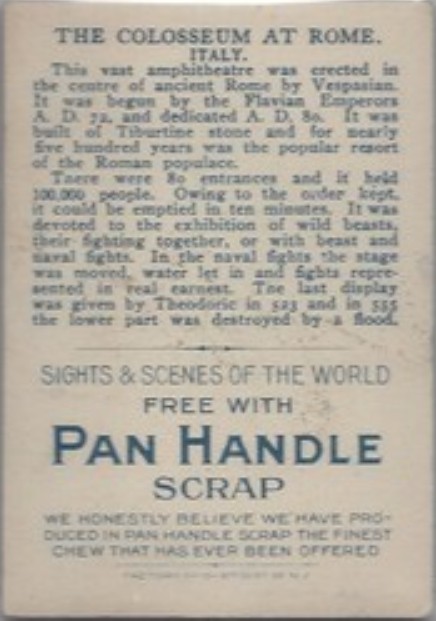 THE COLOSSEUM AT ROME.
ITALY.
This vast amphitheatre was erected in
the centre of ancient Rome by Vespasian.
It was begun by the Flavian Emperors
A. D. 72, and dedicated A. D. 80. It was
built of Tiburtine stone and for nearly
five hundred years was the popular resort
of the Roman populace.
There were 80 entrances and it held
100,000 people. Owing to the order kept,
it could be emptied in ten minutes. It was
devoted to the exhibition of wild beasts,
their fighting together, or with beast and
naval fights. In the naval fights the stage
was moved, water let in and fights repre-
sented in real earnest. The last display
was given by Theodoric in 523 and in 555
the lower part was destroyed by a flood.
SIGHTS & SCENES OF THE WORLD
FREE WITH
PAN HANDLE
SCRAP
WE HONESTLY BELIEVE WE HAVE PRO-
DUCED IN PAN HANDLE SCRAP THE FINEST
CHEW THAT HAS EVER BEEN OFFERED